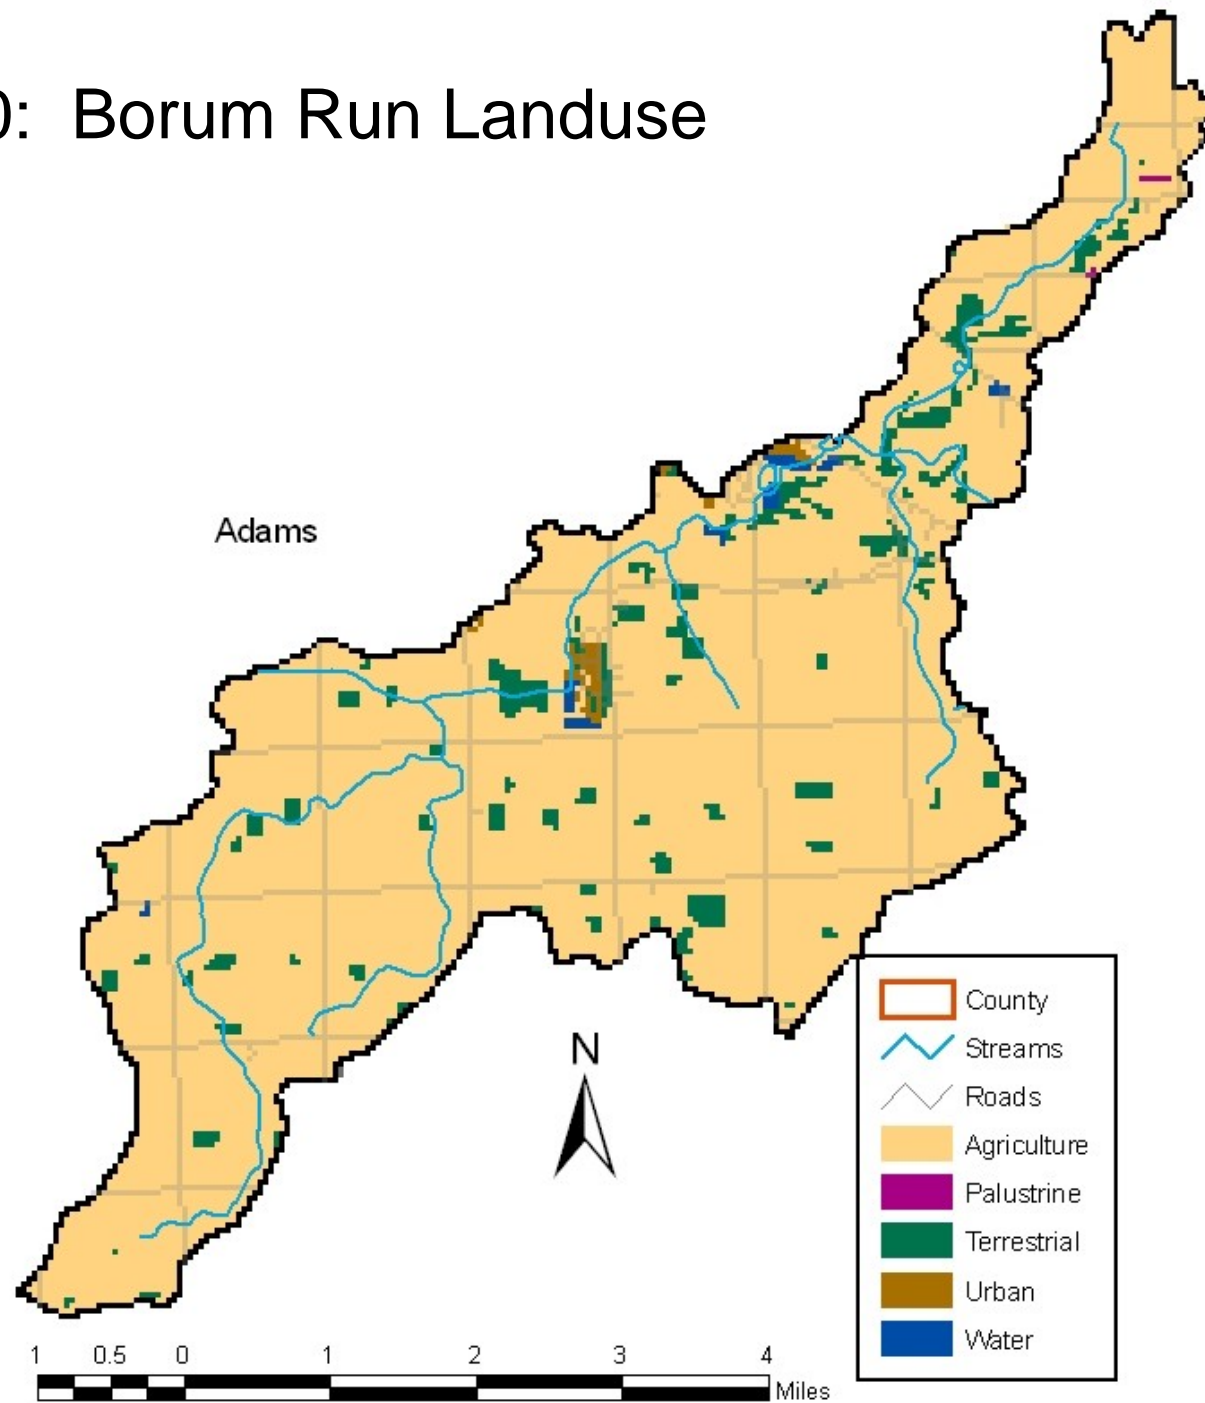 0: Borum Run Landuse
Adams
N
County
Streams
Roads
Agriculture
Palustrine
Terrestrial
Urban
Water
1 0.5 0 1 2 3 4
Miles